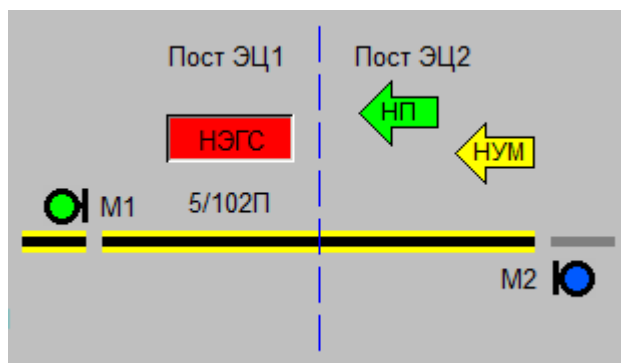 Пост ЭЦ1
Пост ЭЦ2
НП
НЭГС
НУМ
М1
5/102П
М2